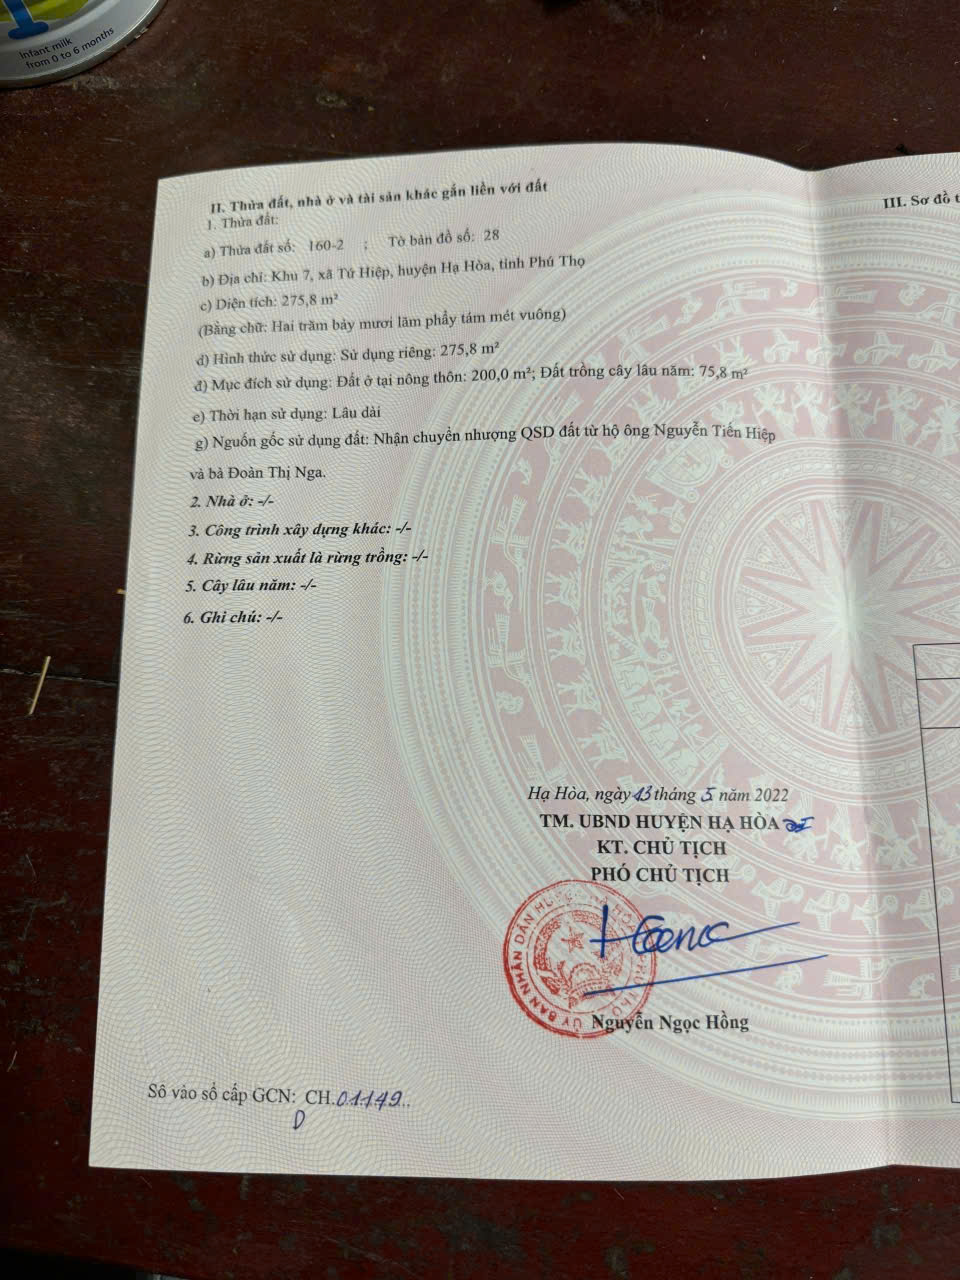 infant milk
from 0 to 6 months
II. Thửa đất, nhà ở và tài sản khác gắn liền với đất
1. Thửa đất:
a) Thửa đất số: 160-2 ; Tờ bản đồ số: 28
b) Địa chỉ: Khu 7, xã Tứ Hiệp, huyện Hạ Hòa, tỉnh Phú Thọ
c) Diện tích: 275,8 m²
(Bằng chữ: Hai trăm bảy mươi lăm phẩy tám mét vuông)
d) Hình thức sử dụng: Sử dụng riêng: 275,8 m²
đ) Mục đích sử dụng: Đất ở tại nông thôn: 200,0 m²; Đất trồng cây lâu năm: 75,8 m²
e) Thời hạn sử dụng: Lâu dài
g) Nguồn gốc sử dụng đất: Nhận chuyển nhượng QSD đất từ hộ ông Nguyễn Tiến Hiệp
và bà Đoàn Thị Nga.
2. Nhà ở: -/-
3. Công trình xây dựng khác: -/-
4. Rừng sản xuất là rừng trồng: -/-
5. Cây lâu năm: -/-
6. Ghi chú: -/-
III. Sơ đồ t
Hạ Hòa, ngày 13 tháng 5 năm 2022
TM. UBND HUYỆN HẠ HÒA
KT. CHỦ TỊCH
PHÓ CHỦ TỊCH
ỦY BAN NHÂN DÂN HUYỆN HẠ HÒA PHÚ THỌ
Nguyễn Ngọc Hồng
Số vào sổ cấp GCN: CH.01149..
D